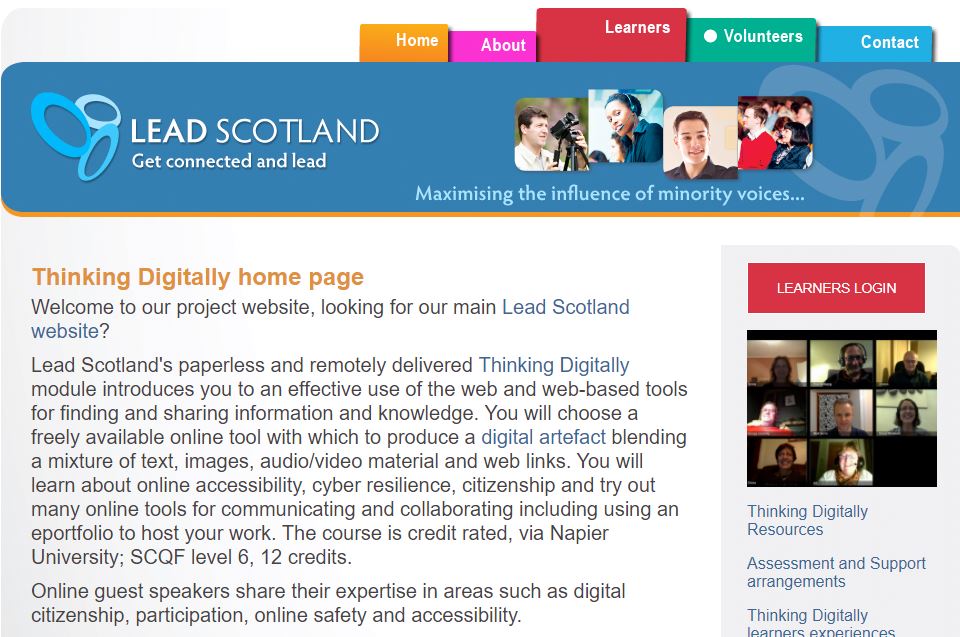 Home
About
Learners
Volunteers
Contact
LEAD SCOTLAND
Get connected and lead
Maximising the influence of minority voices...
Thinking Digitally home page
Welcome to our project website, looking for our main Lead Scotland
website?
Lead Scotland's paperless and remotely delivered Thinking Digitally
module introduces you to an effective use of the web and web-based tools
for finding and sharing information and knowledge. You will choose a
freely available online tool with which to produce a digital artefact blending
a mixture of text, images, audio/video material and web links. You will
learn about online accessibility, cyber resilience, citizenship and try out
many online tools for communicating and collaborating including using an
eportfolio to host your work. The course is credit rated, via Napier
University; SCQF level 6, 12 credits.
Online guest speakers share their expertise in areas such as digital
citizenship, participation, online safety and accessibility.
LEARNERS LOGIN
Thinking Digitally
Resources
Assessment and Support
arrangements
Thinking Digitally
learners experiences